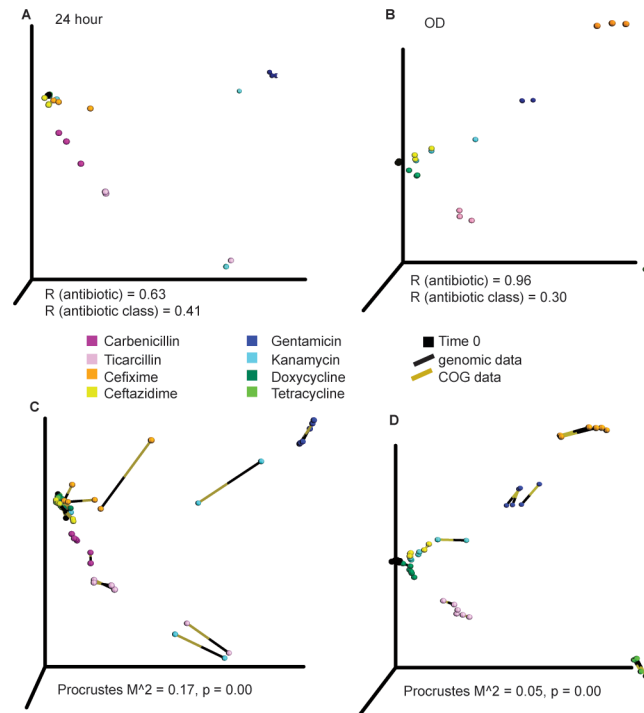 A
24 hour
B
OD
R (antibiotic) = 0.63
R (antibiotic class) = 0.41
R (antibiotic) = 0.96
R (antibiotic class) = 0.30
Carbenicillin
Ticarcillin
Cefixime
Ceftazidime
Gentamicin
Kanamycin
Doxycycline
Tetracycline
Time 0
genomic data
COG data
C
D
Procrustes M^2 = 0.17, p = 0.00
Procrustes M^2 = 0.05, p = 0.00